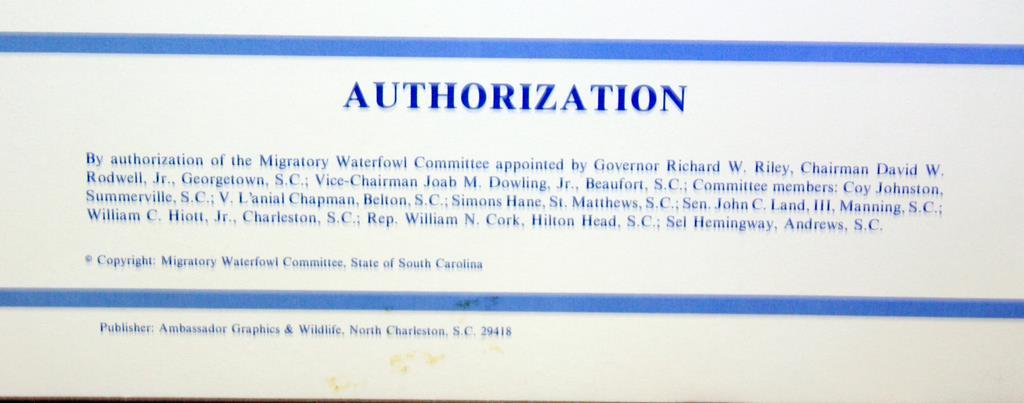 AUTHORIZATION
By authorization of the Migratory Waterfowl Committee appointed by Governor Richard W. Riley, Chairman David W.
Rodwell, Jr., Georgetown, S.C.; Vice-Chairman Joab M. Dowling, Jr., Beaufort, S.C.; Committee members: Coy Johnston,
Summerville, S.C.; V. L'anial Chapman, Belton, S.C.; Simons Hane, St. Matthews, S.C.; Sen. John C. Land, III, Manning, S.C.;
William C. Hiott, Jr., Charleston, S.C.; Rep. William N. Cork, Hilton Head, S.C.; Sel Hemingway, Andrews, S.C.
© Copyright: Migratory Waterfowl Committee, State of South Carolina
Publisher: Ambassador Graphics & Wildlife, North Charleston, S.C. 29418